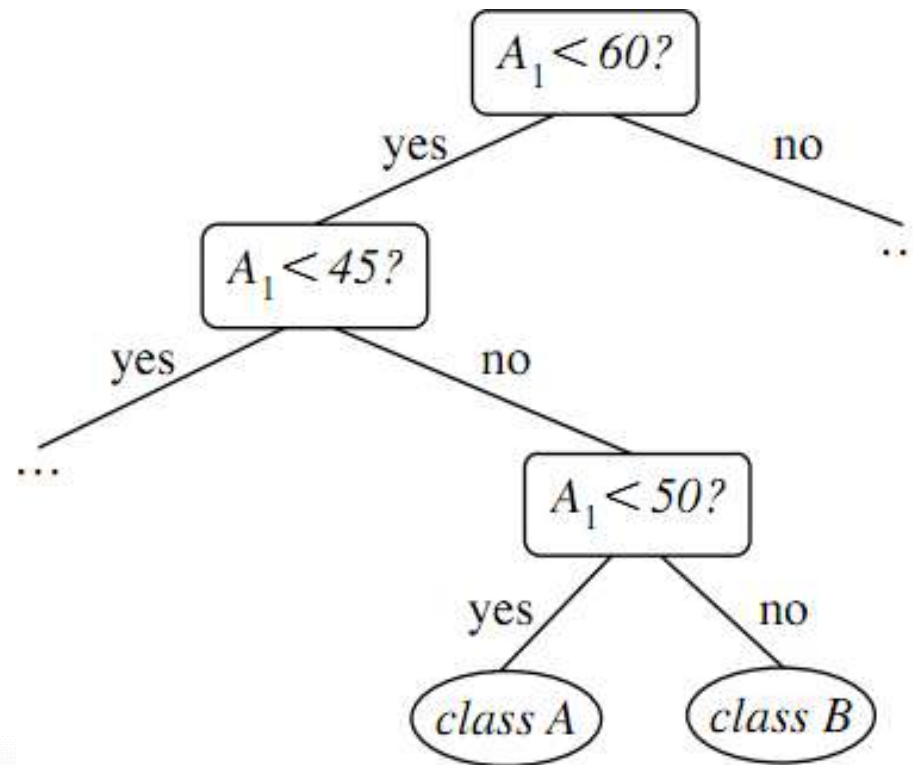 A₁ < 60?
yes
no
..
A₁ < 45?
yes
no
...
A₁ < 50?
yes
no
class A
class B